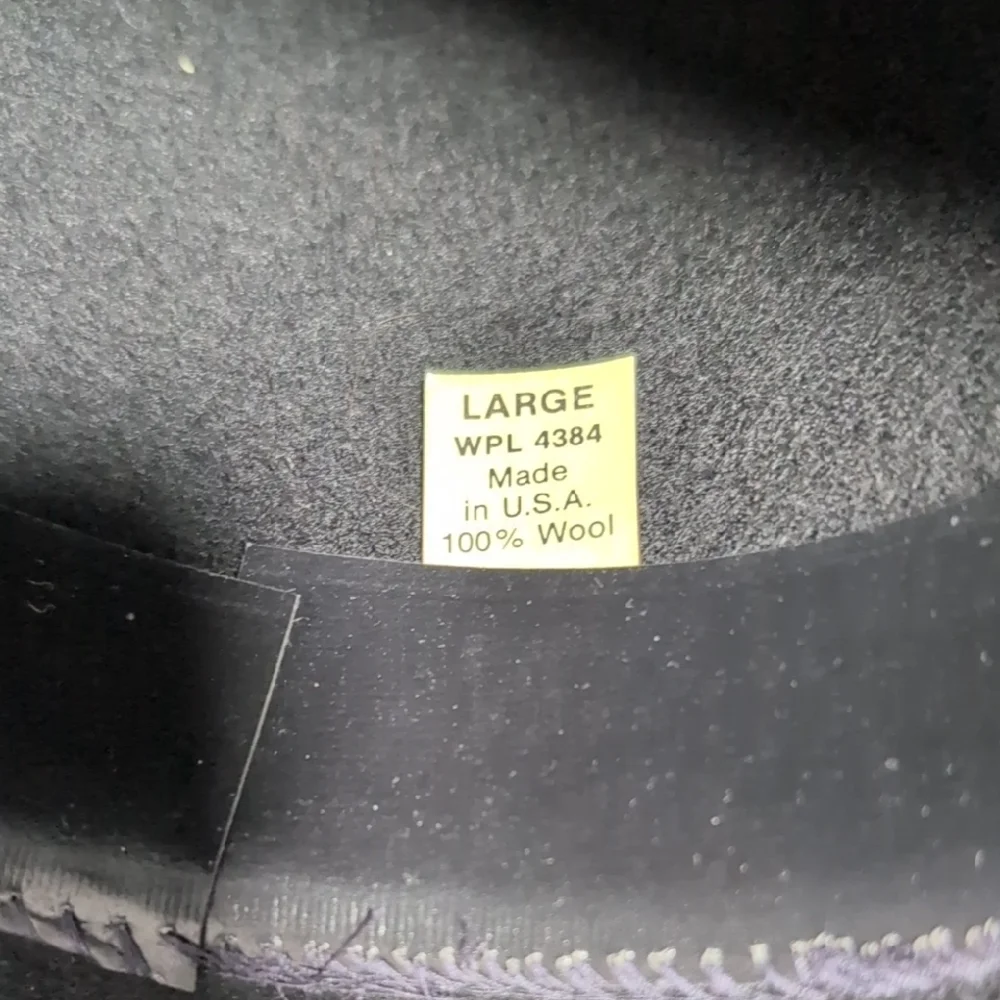 LARGE
WPL 4384
Made
in U.S.A.
100% Wool